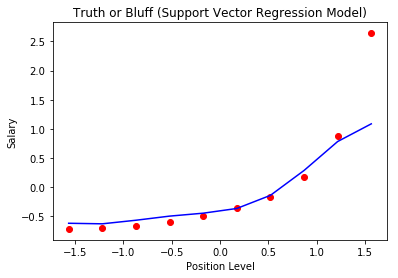 Truth or Bluff (Support Vector Regression Model)
2.5
2.0
1.5
1.0
0.5
0.0
−0.5
Salary
−1.5 −1.0 −0.5 0.0 0.5 1.0 1.5
Position Level